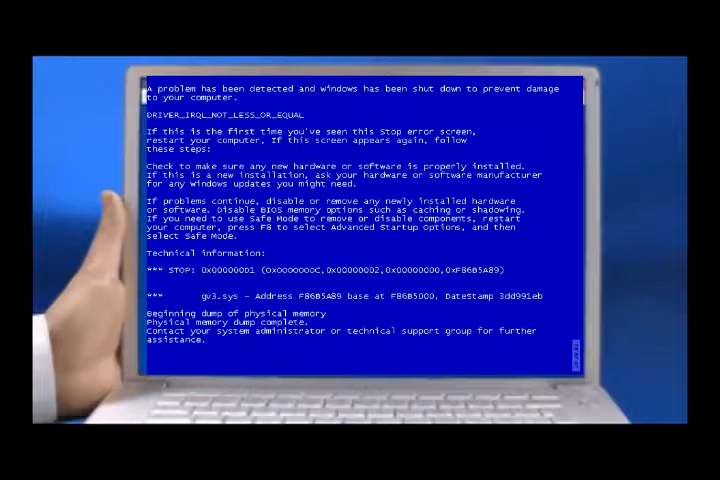 A problem has been detected and Windows has been shut down to prevent damage
to your computer.
DRIVER_IRQL_NOT_LESS_OR_EQUAL
If this is the first time you've seen this Stop error screen,
restart your computer, If this screen appears again, follow
these steps:
Check to make sure any new hardware or software is properly installed.
If this is a new installation, ask your hardware or software manufacturer
for any Windows updates you might need.
If problems continue, disable or remove any newly installed hardware
or software. Disable BIOS memory options such as caching or shadowing.
If you need to use Safe Mode to remove or disable components, restart
your computer, press F8 to select Advanced Startup Options, and then
select Safe Mode.
Technical information:
*** STOP: 0x000000D1 (0x0000000C,0x00000002,0x00000000,0xF86B5A89)
*** gv3.sys - Address F86B5A89 base at F86B5000, DateStamp 3dd991eb
Beginning dump of physical memory
Physical memory dump complete.
Contact your system administrator or technical support group for further
assistance.